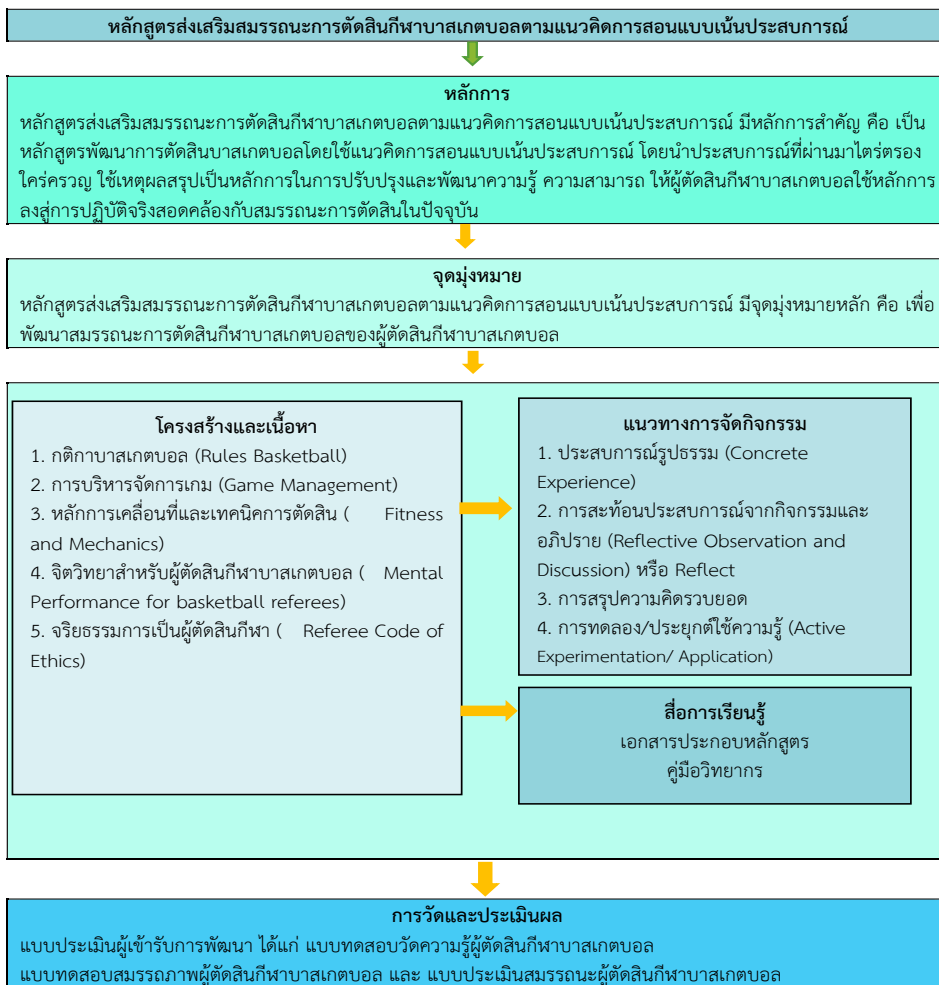 หลักสูตรส่งเสริมสมรรถนะการตัดสินกีฬาบาสเกตบอลตามแนวคิดการสอนแบบเน้นประสบการณ์
หลักการ
หลักสูตรส่งเสริมสมรรถนะการตัดสินกีฬาบาสเกตบอลตามแนวคิดการสอนแบบเน้นประสบการณ์ มีหลักการสำคัญ คือ เป็น
หลักสูตรพัฒนาการตัดสินบาสเกตบอลโดยใช้แนวคิดการสอนแบบเน้นประสบการณ์ โดยนำประสบการณ์ที่ผ่านมาไตร่ตรอง
ใคร่ครวญ ใช้เหตุผลสรุปเป็นหลักการในการปรับปรุงและพัฒนาความรู้ ความสามารถ ให้ผู้ตัดสินกีฬาบาสเกตบอลใช้หลักการ
ลงสู่การปฏิบัติจริงสอดคล้องกับสมรรถนะการตัดสินในปัจจุบัน
จุดมุ่งหมาย
หลักสูตรส่งเสริมสมรรถนะการตัดสินกีฬาบาสเกตบอลตามแนวคิดการสอนแบบเน้นประสบการณ์ มีจุดมุ่งหมายหลัก คือ เพื่อ
พัฒนาสมรรถนะการตัดสินกีฬาบาสเกตบอลของผู้ตัดสินกีฬาบาสเกตบอล
โครงสร้างและเนื้อหา
1. กติกาบาสเกตบอล (Rules Basketball)
2. การบริหารจัดการเกม (Game Management)
3. หลักการเคลื่อนที่และเทคนิคการตัดสิน ( Fitness
and Mechanics)
4. จิตวิทยาสำหรับผู้ตัดสินกีฬาบาสเกตบอล ( Mental
Performance for basketball referees)
5. จริยธรรมการเป็นผู้ตัดสินกีฬา ( Referee Code of
Ethics)
แนวทางการจัดกิจกรรม
1. ประสบการณ์รูปธรรม (Concrete
Experience)
2. การสะท้อนประสบการณ์จากกิจกรรมและ
อภิปราย (Reflective Observation and
Discussion) หรือ Reflect
3. การสรุปความคิดรวบยอด
4. การทดลอง/ประยุกต์ใช้ความรู้ (Active
Experimentation/ Application)
สื่อการเรียนรู้
เอกสารประกอบหลักสูตร
คู่มือวิทยากร
การวัดและประเมินผล
แบบประเมินผู้เข้ารับการพัฒนา ได้แก่ แบบทดสอบวัดความรู้ผู้ตัดสินกีฬาบาสเกตบอล
แบบทดสอบสมรรถภาพผู้ตัดสินกีฬาบาสเกตบอล และ แบบประเมินสมรรถนะผู้ตัดสินกีฬาบาสเกตบอล